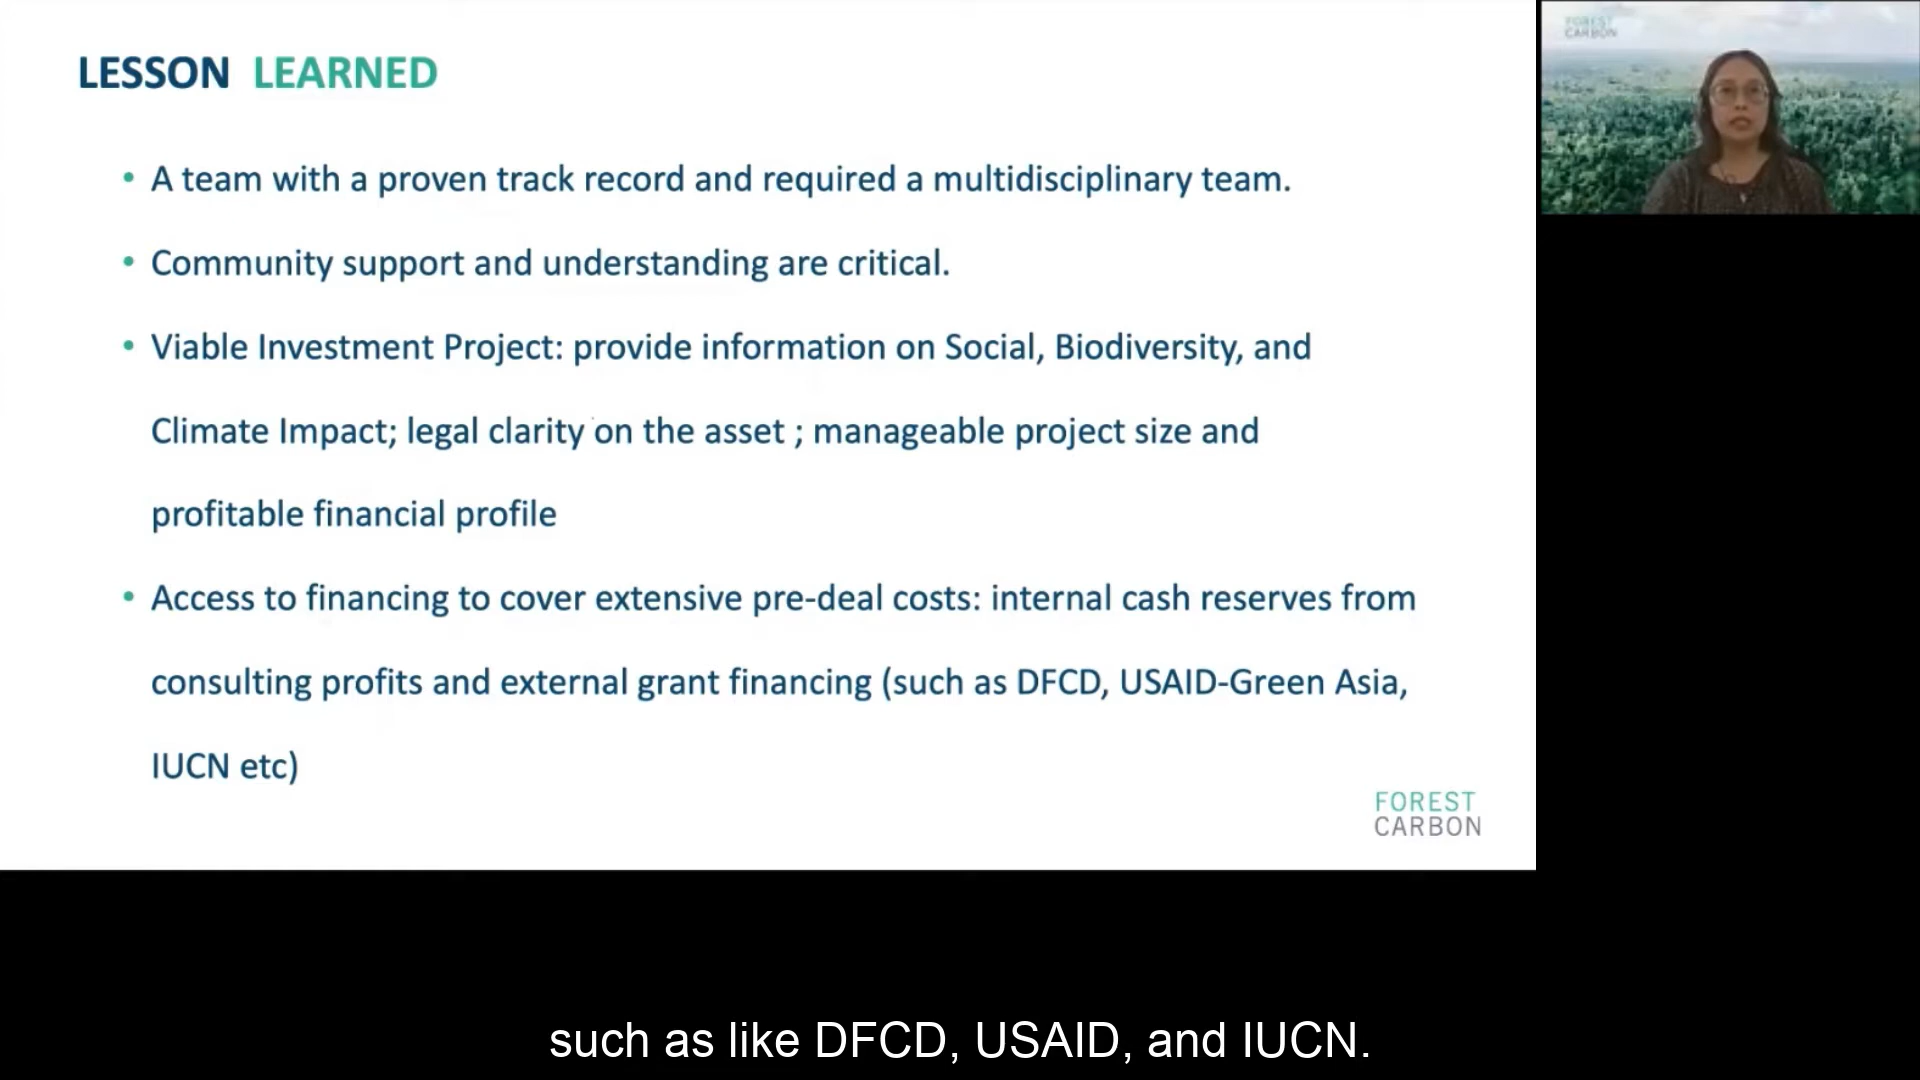 LESSON LEARNED
• A team with a proven track record and required a multidisciplinary team.
• Community support and understanding are critical.
• Viable Investment Project: provide information on Social, Biodiversity, and
Climate Impact; legal clarity on the asset ; manageable project size and
profitable financial profile
• Access to financing to cover extensive pre-deal costs: internal cash reserves from
consulting profits and external grant financing (such as DFCD, USAID-Green Asia,
IUCN etc)
FOREST
CARBON
FOREST
CARBON
such as like DFCD, USAID, and IUCN.